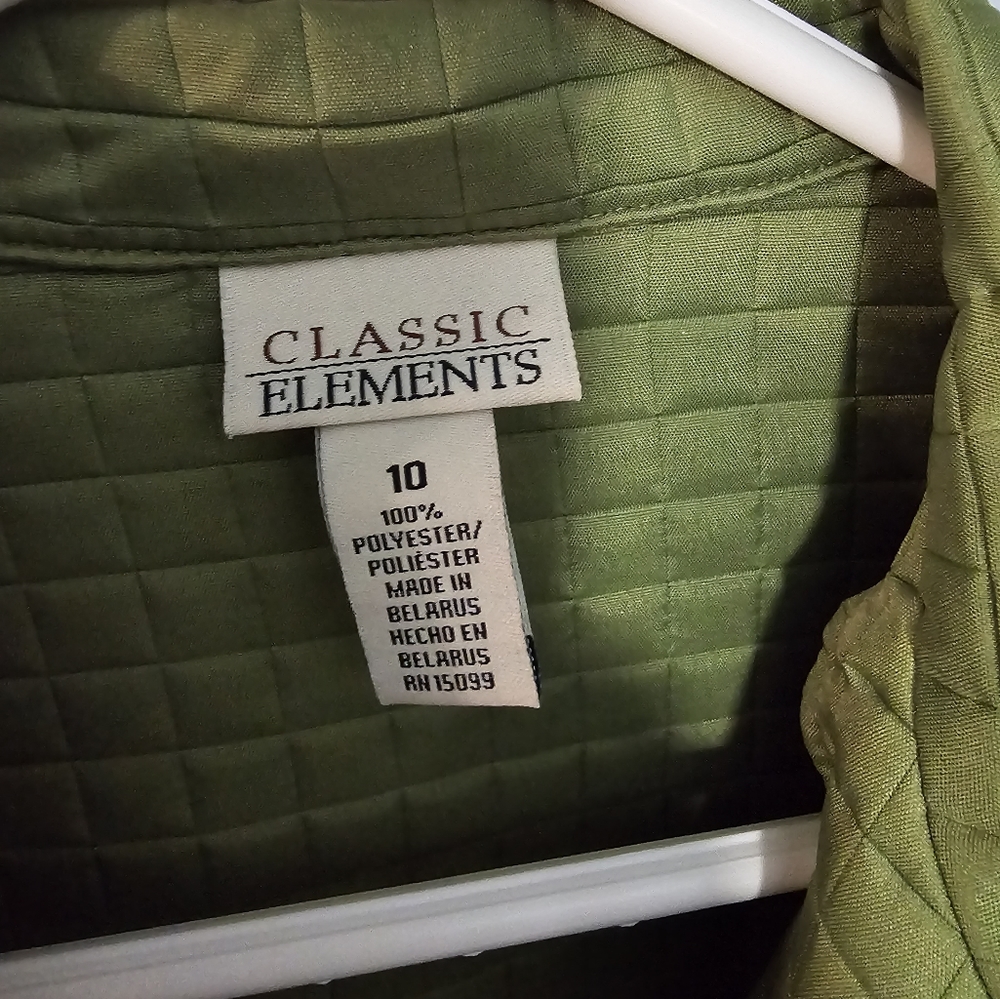 CLASSIC
ELEMENTS
10
100%
POLYESTER/
POLIÉSTER
MADE IN
BELARUS
HECHO EN
BELARUS
RN 15099